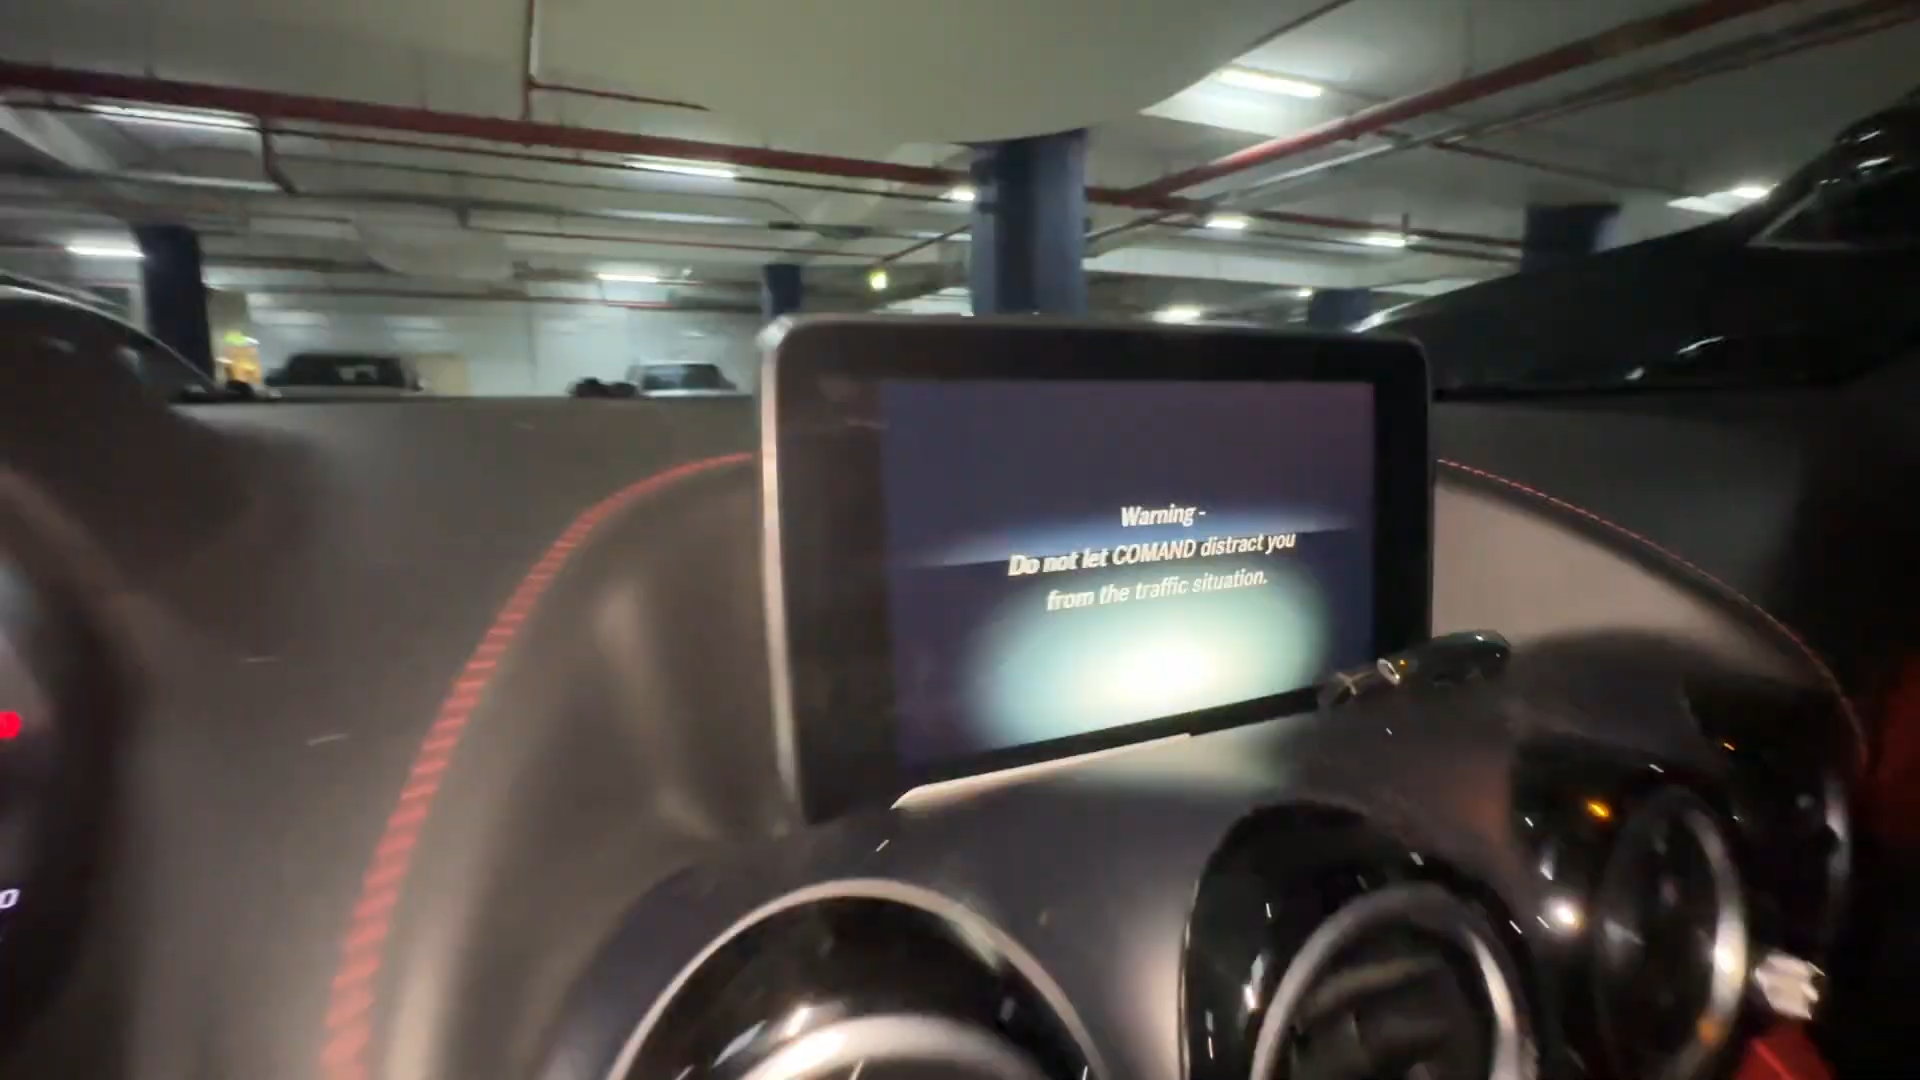 Warning -
Do not let COMAND distract you
from the traffic situation.